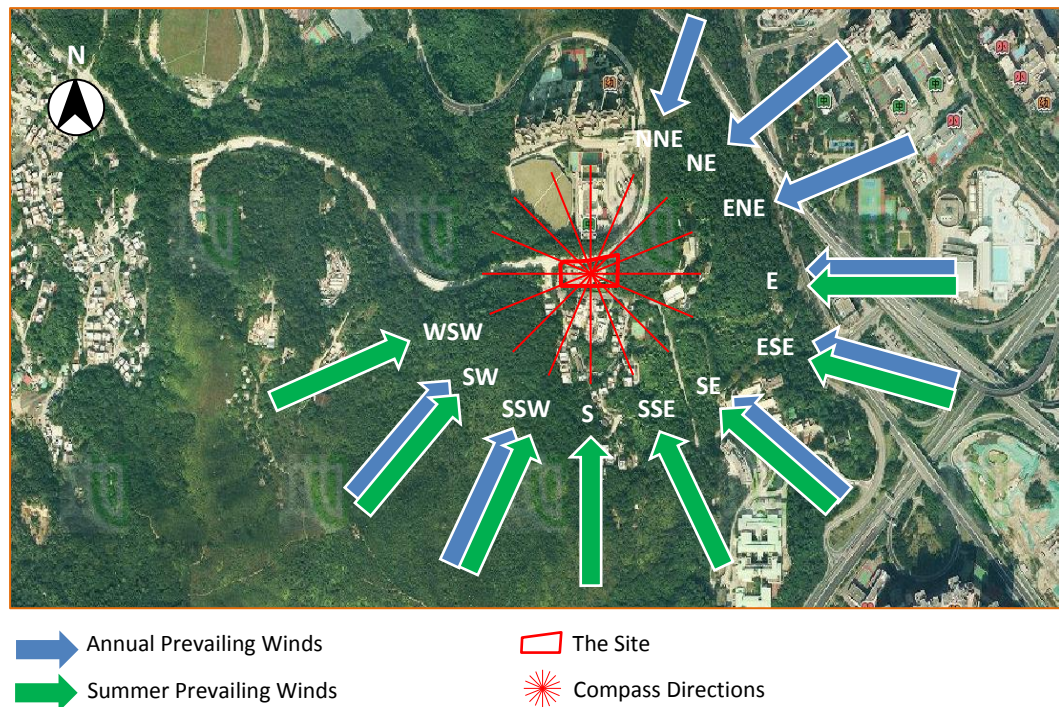 N
NNE
NE
ENE
E
WSW
ESE
SW
SE
SSW
S
SSE
Annual Prevailing Winds
The Site
Summer Prevailing Winds
Compass Directions